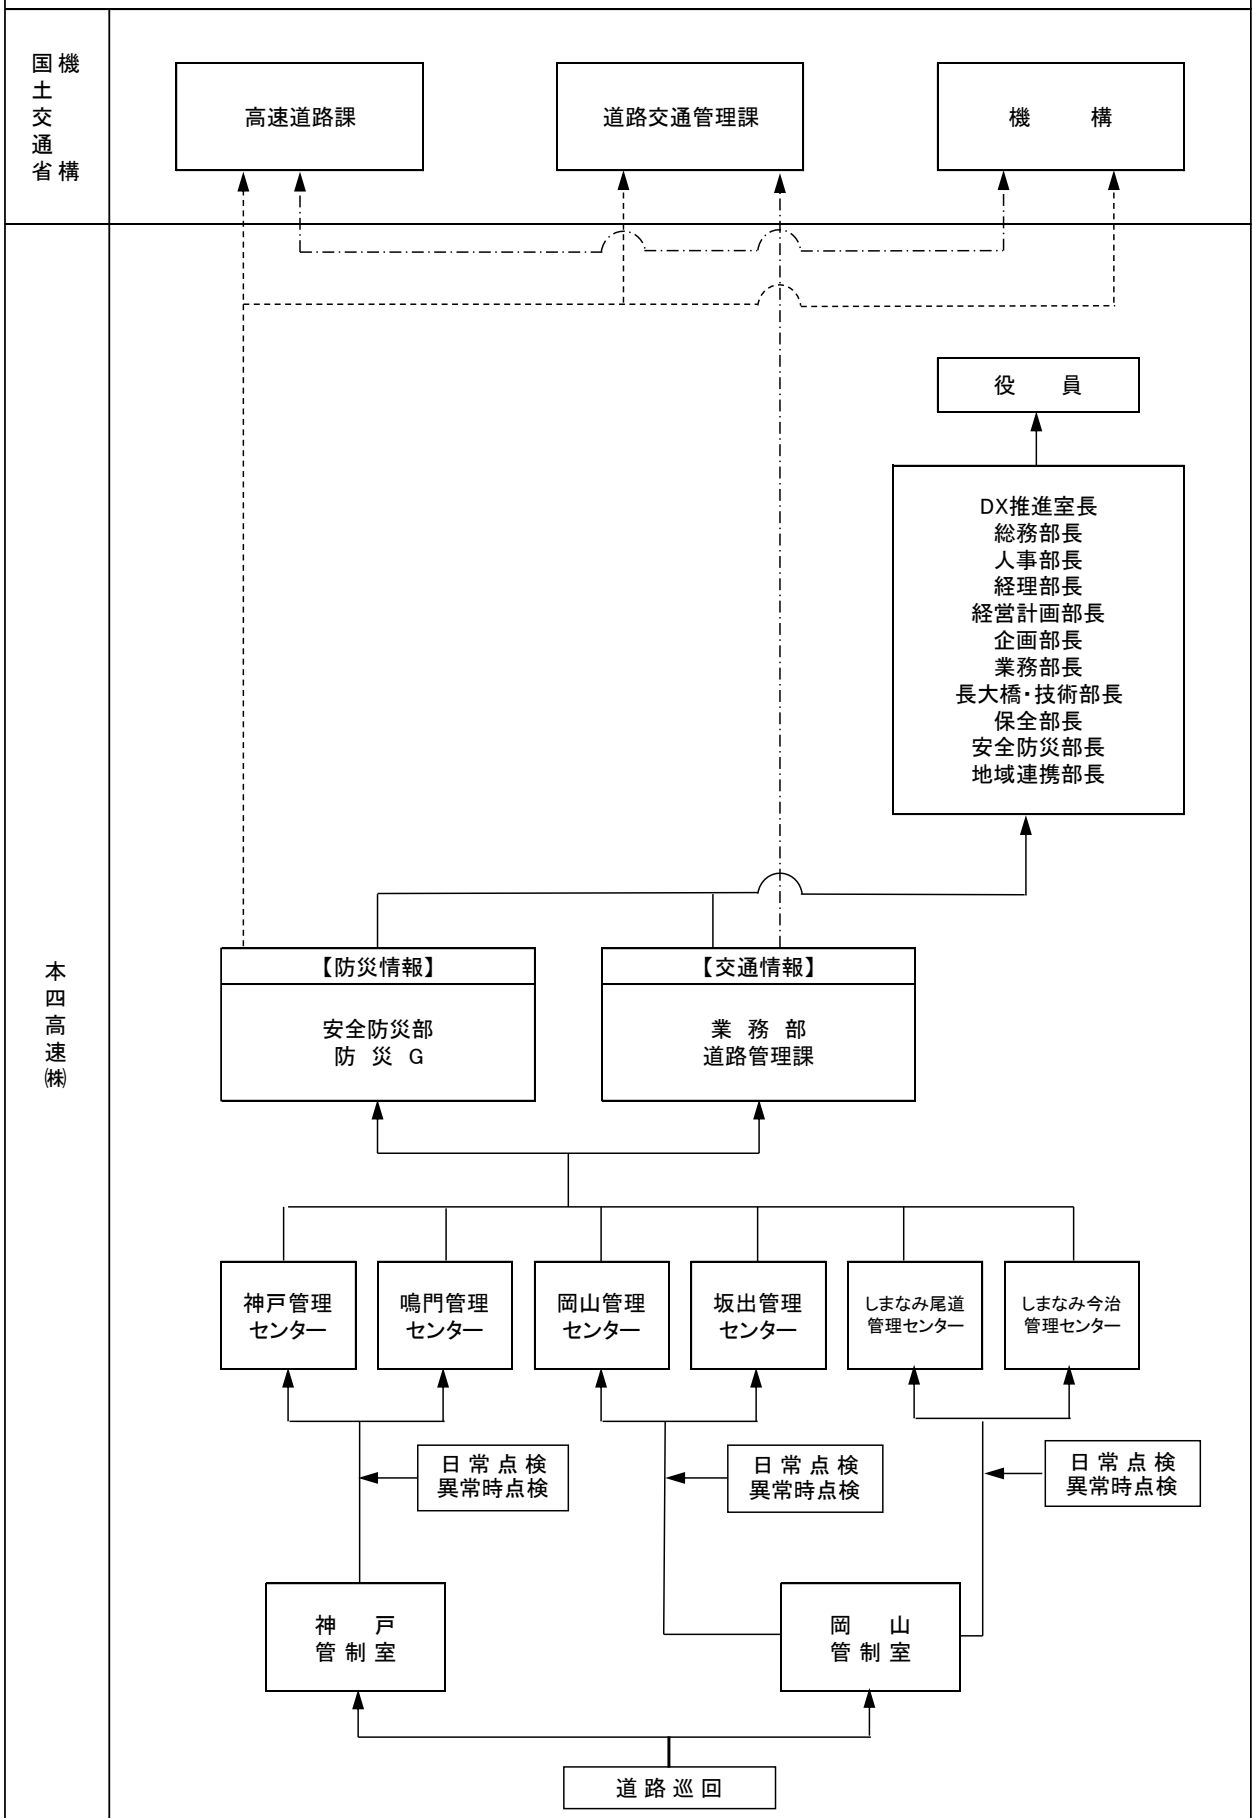 国土交通省
機構
高速道路課
道路交通管理課
機　構
役　員
DX推進室長
総務部長
人事部長
経理部長
経営計画部長
企画部長
業務部長
長大橋・技術部長
保全部長
安全防災部長
地域連携部長
本四高速㈱
【防災情報】
安全防災部
防 災 G
【交通情報】
業 務 部
道路管理課
神戸管理
センター
鳴門管理
センター
岡山管理
センター
坂出管理
センター
しまなみ尾道
管理センター
しまなみ今治
管理センター
日 常 点 検
異常時点検
日 常 点 検
異常時点検
日 常 点 検
異常時点検
神　戸
管 制 室
岡　山
管 制 室
道 路 巡 回